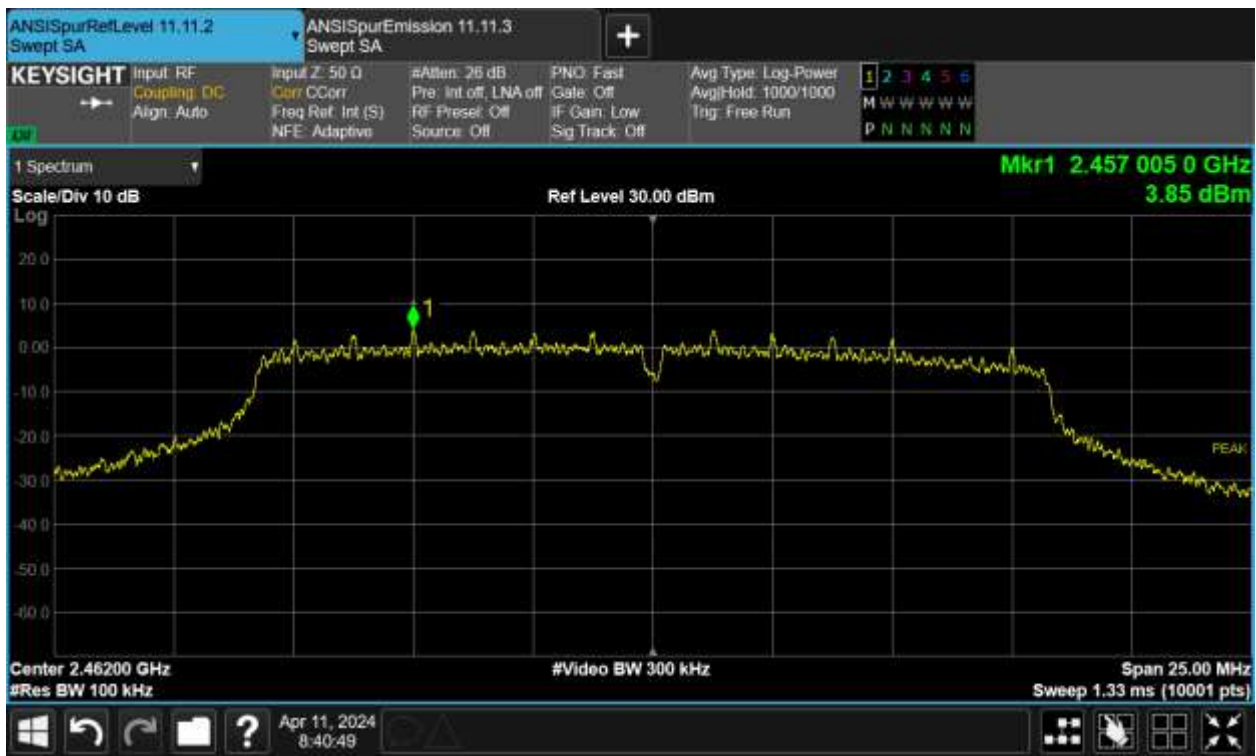 ANSISpurRefLevel 11.11.2
Swept SA
ANSISpurEmission 11.11.3
Swept SA
+
KEYSIGHT
Input: RF
Coupling: DC
Align: Auto
Input Z: 50 Ω
Corr CCorr
Freq Ref: Int (S)
NFE: Adaptive
#Atten: 26 dB
Pre: Int off, LNA off
RF Presel: Off
Source: Off
PNO: Fast
Gate: Off
IF Gain: Low
Sig Track: Off
Avg Type: Log-Power
Avg|Hold: 1000/1000
Trig: Free Run
1 2 3 4 5 6
M W W W W W
P N N N N N
1 Spectrum
Scale/Div 10 dB
Ref Level 30.00 dBm
Mkr1 2.457 005 0 GHz
3.85 dBm
Log
20.0
10.0
1
0.00
-10.0
-20.0
PEAK
-30.0
-40.0
-50.0
-60.0
Center 2.46200 GHz
#Video BW 300 kHz
Span 25.00 MHz
#Res BW 100 kHz
Sweep 1.33 ms (10001 pts)
?
Apr 11, 2024
8:40:49